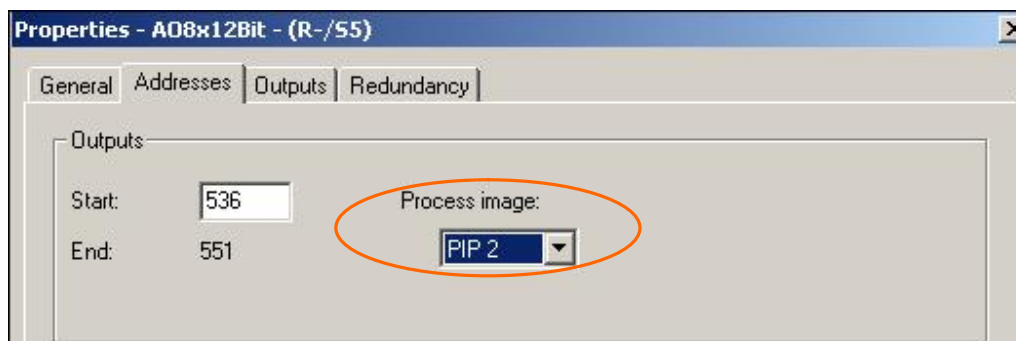 Properties - AO8x12Bit - (R-/S5)
General Addresses Outputs Redundancy
Outputs
Start: 536 Process image:
End: 551 PIP 2